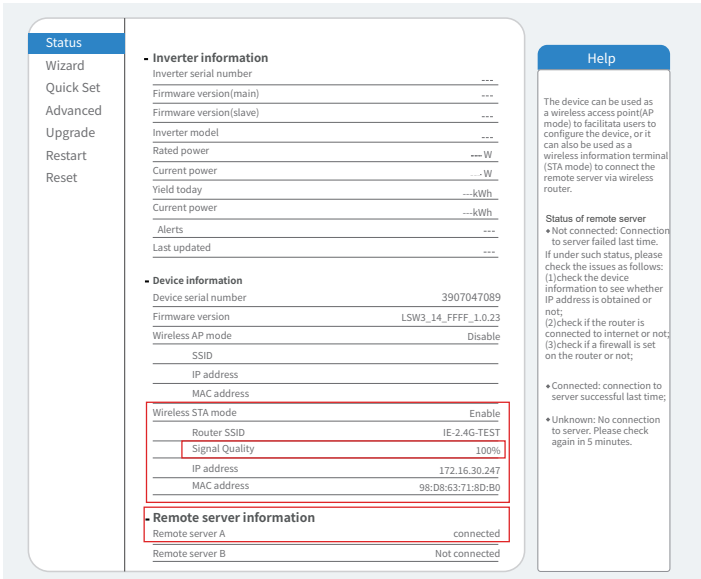 Status
Wizard
Quick Set
Advanced
Upgrade
Restart
Reset
- Inverter information
Inverter serial number ---
Firmware version(main) ---
Firmware version(slave) ---
Inverter model ---
Rated power --- W
Current power --- W
Yield today ---kWh
Current power ---kWh
Alerts ---
Last updated ---
- Device information
Device serial number 3907047089
Firmware version LSW3_14_FFFF_1.0.23
Wireless AP mode Disable
SSID
IP address
MAC address
Wireless STA mode Enable
Router SSID IE-2.4G-TEST
Signal Quality 100%
IP address 172.16.30.247
MAC address 98:D8:63:71:8D:B0
- Remote server information
Remote server A connected
Remote server B Not connected
Help
The device can be used as
a wireless access point(AP
mode) to facilitata users to
configure the device, or it
can also be used as a
wireless information terminal
(STA mode) to connect the
remote server via wireless
router.
Status of remote server
◆Not connected: Connection
to server failed last time.
If under such status, please
check the issues as follows:
(1)check the device
information to see whether
IP address is obtained or
not;
(2)check if the router is
connected to internet or not;
(3)check if a firewall is set
on the router or not;
◆Connected: connection to
server successful last time;
◆Unknown: No connection
to server. Please check
again in 5 minutes.